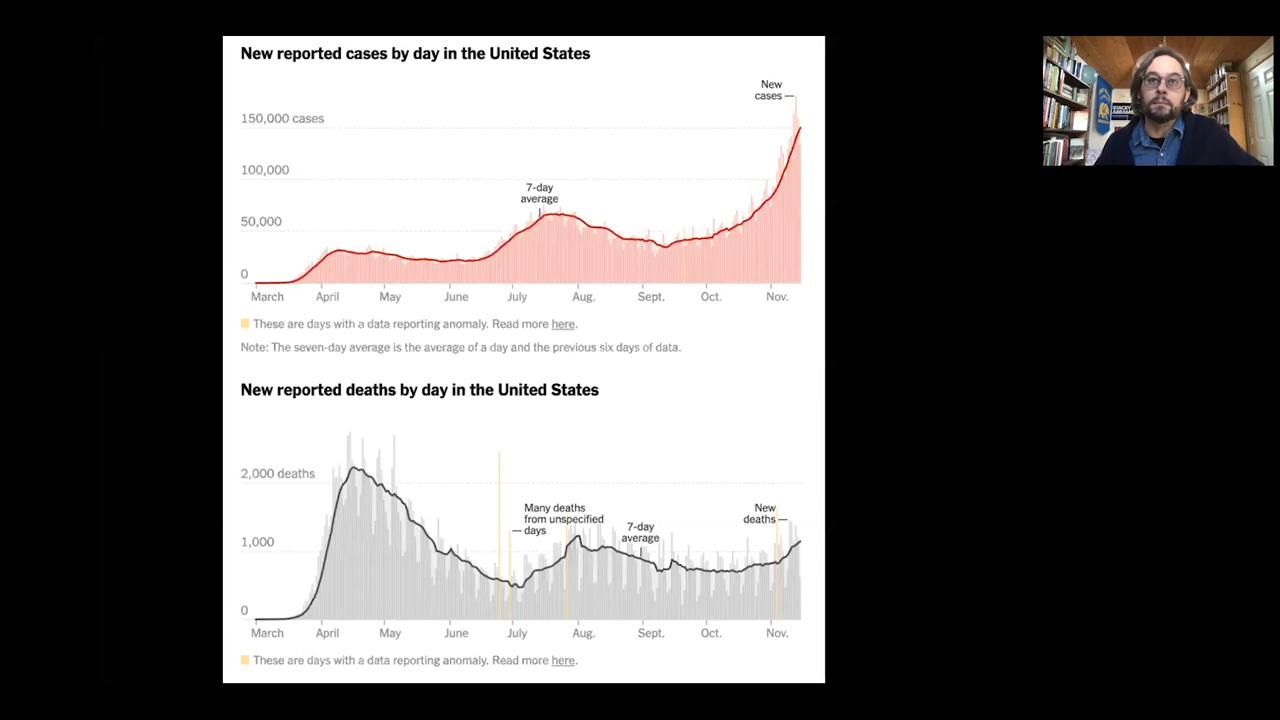 New reported cases by day in the United States
New
cases
150,000 cases
100,000
7-day
average
50,000
0
March April May June July Aug. Sept. Oct. Nov.
These are days with a data reporting anomaly. Read more here.
Note: The seven-day average is the average of a day and the previous six days of data.
New reported deaths by day in the United States
2,000 deaths
Many deaths
from unspecified
days
7-day
average
New
deaths
1,000
0
March April May June July Aug. Sept. Oct. Nov.
These are days with a data reporting anomaly. Read more here.
STACEY
ABRAMS